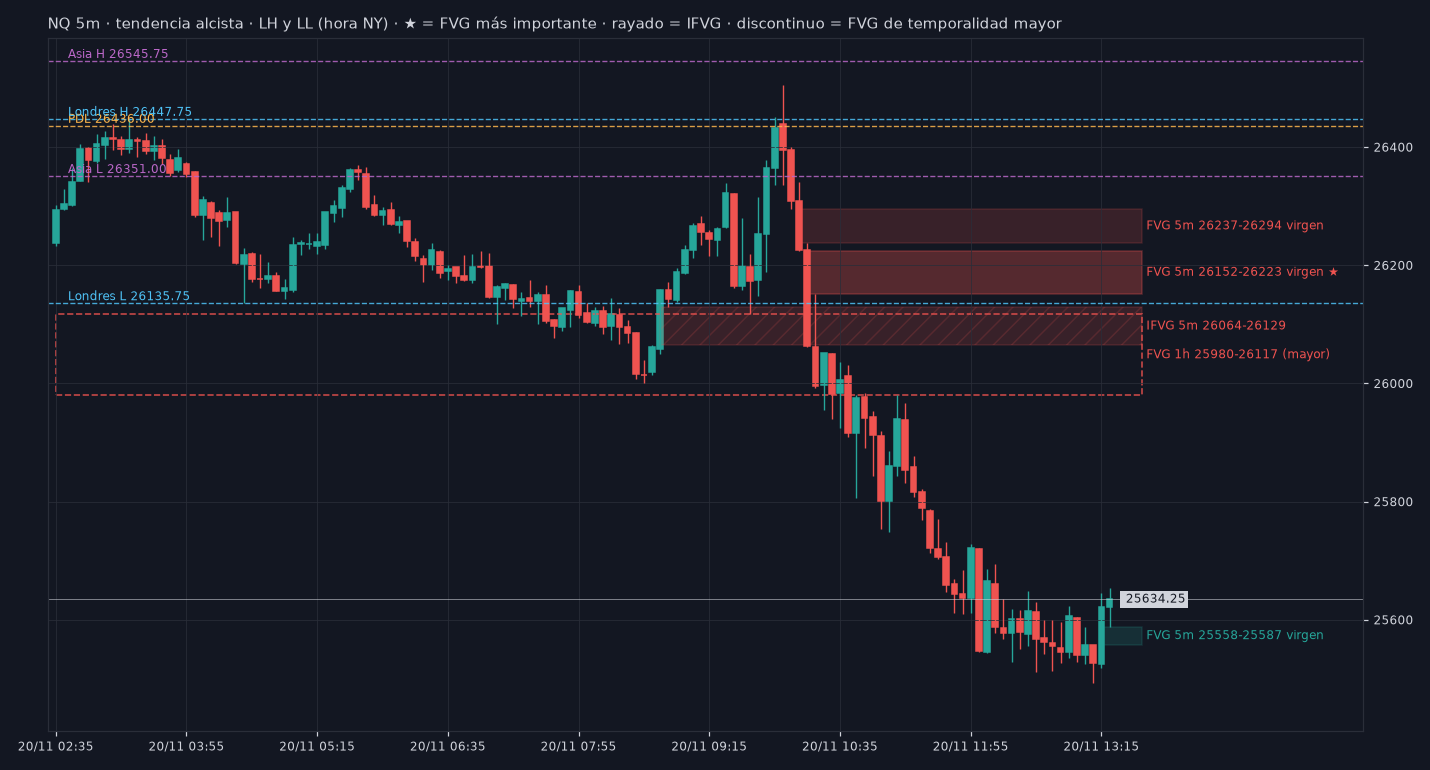 NQ 5m · tendencia alcista · LH y LL (hora NY) · ★ = FVG más importante · rayado = IFVG · discontinuo = FVG de temporalidad mayor
Asia H 26545.75
Londres H 26447.75
PDL 26436.00
Asia L 26351.00
Londres L 26135.75
FVG 5m 26237-26294 virgen
FVG 5m 26152-26223 virgen ★
IFVG 5m 26064-26129
FVG 1h 25980-26117 (mayor)
25634.25
FVG 5m 25558-25587 virgen
26400
26200
26000
25800
25600
20/11 02:35 20/11 03:55 20/11 05:15 20/11 06:35 20/11 07:55 20/11 09:15 20/11 10:35 20/11 11:55 20/11 13:15